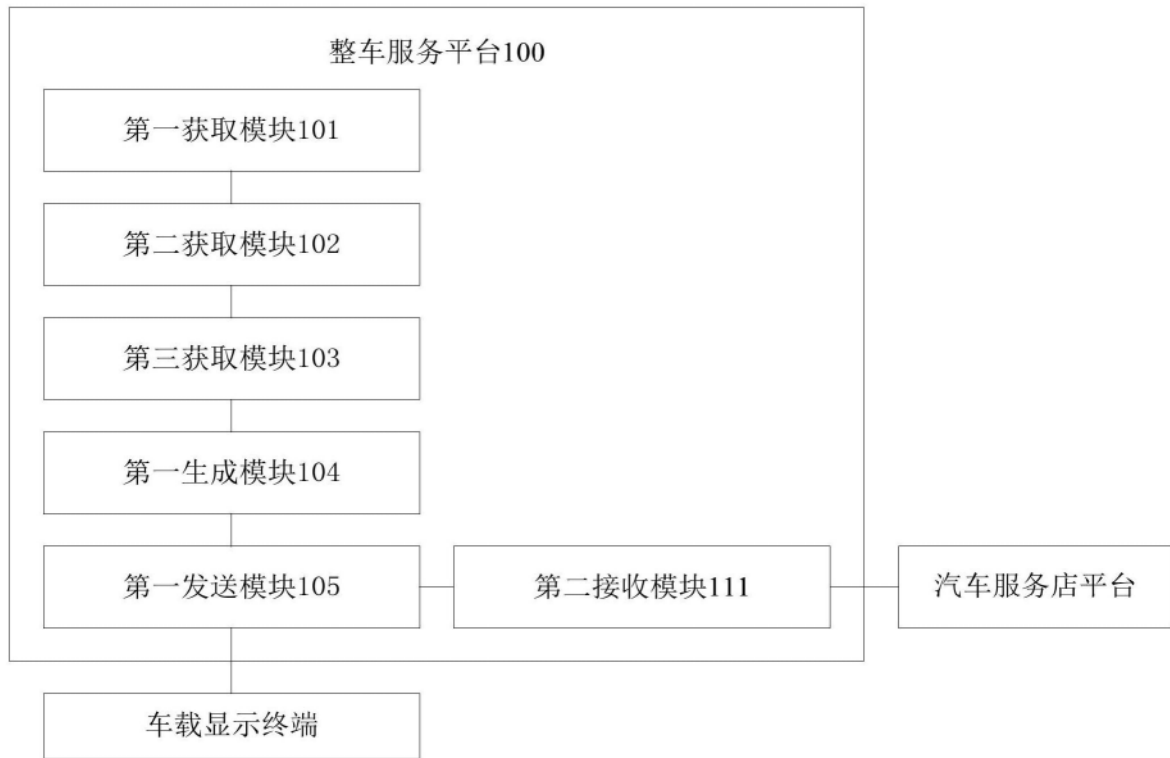 整车服务平台100
第一获取模块101
第二获取模块102
第三获取模块103
第一生成模块104
第一发送模块105
第二接收模块111
汽车服务店平台
车载显示终端